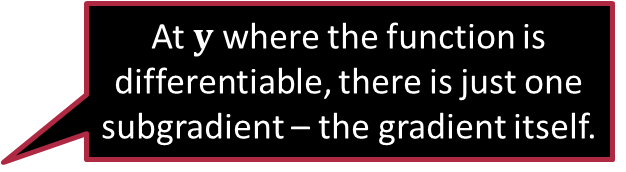 At y where the function is
differentiable, there is just one
subgradient – the gradient itself.